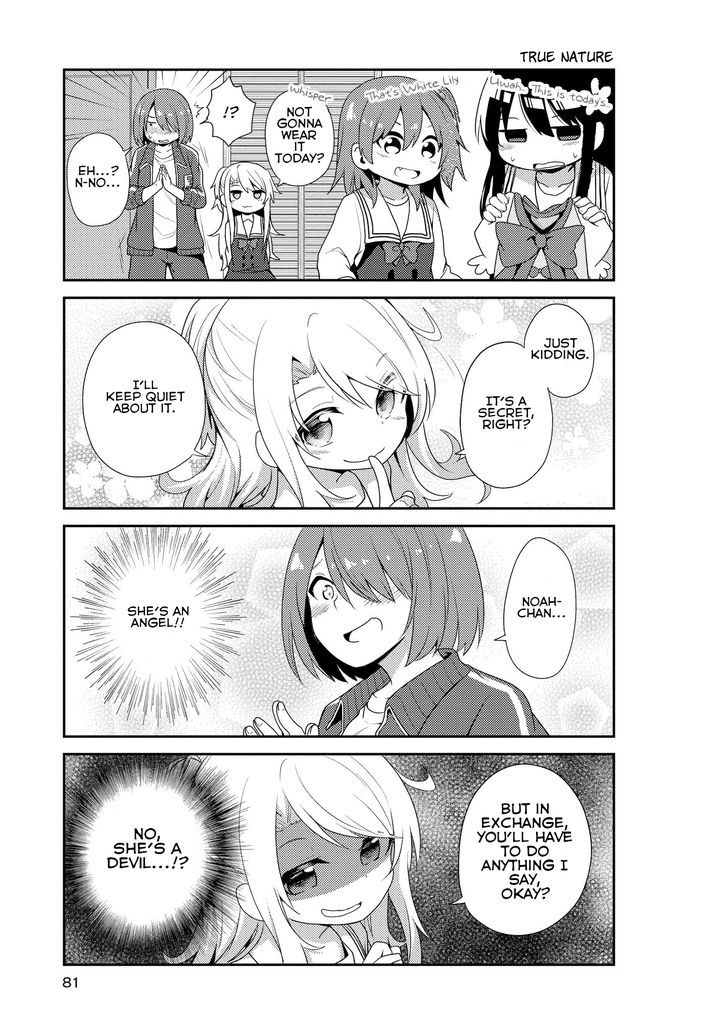 TRUE NATURE
Uwah.. This is today's..
That's White Lily
whisper
NOT
GONNA
WEAR
IT
TODAY?
!?
EH...?
N-NO...
JUST
KIDDING.
IT'S A
SECRET,
RIGHT?
I'LL
KEEP QUIET
ABOUT IT.
NOAH-
CHAN...
SHE'S AN
ANGEL!!
BUT IN
EXCHANGE,
YOU'LL HAVE
TO DO
ANYTHING I
SAY,
OKAY?
NO,
SHE'S A
DEVIL...!?
81